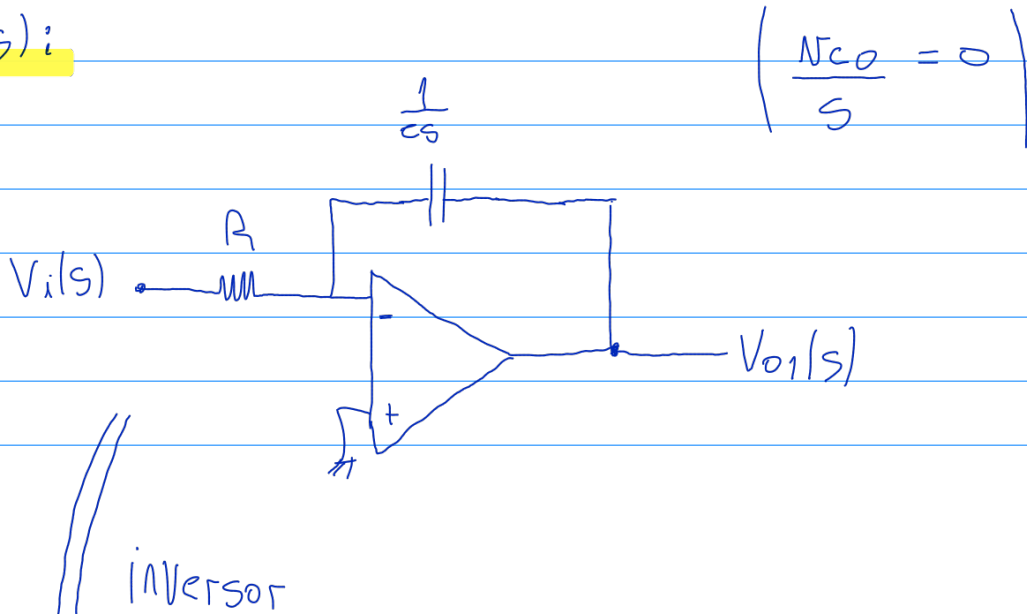 s) :
( Vco / S = 0 )
1 / CS
R
Vi(S)
-
+
Vo1(S)
inversor